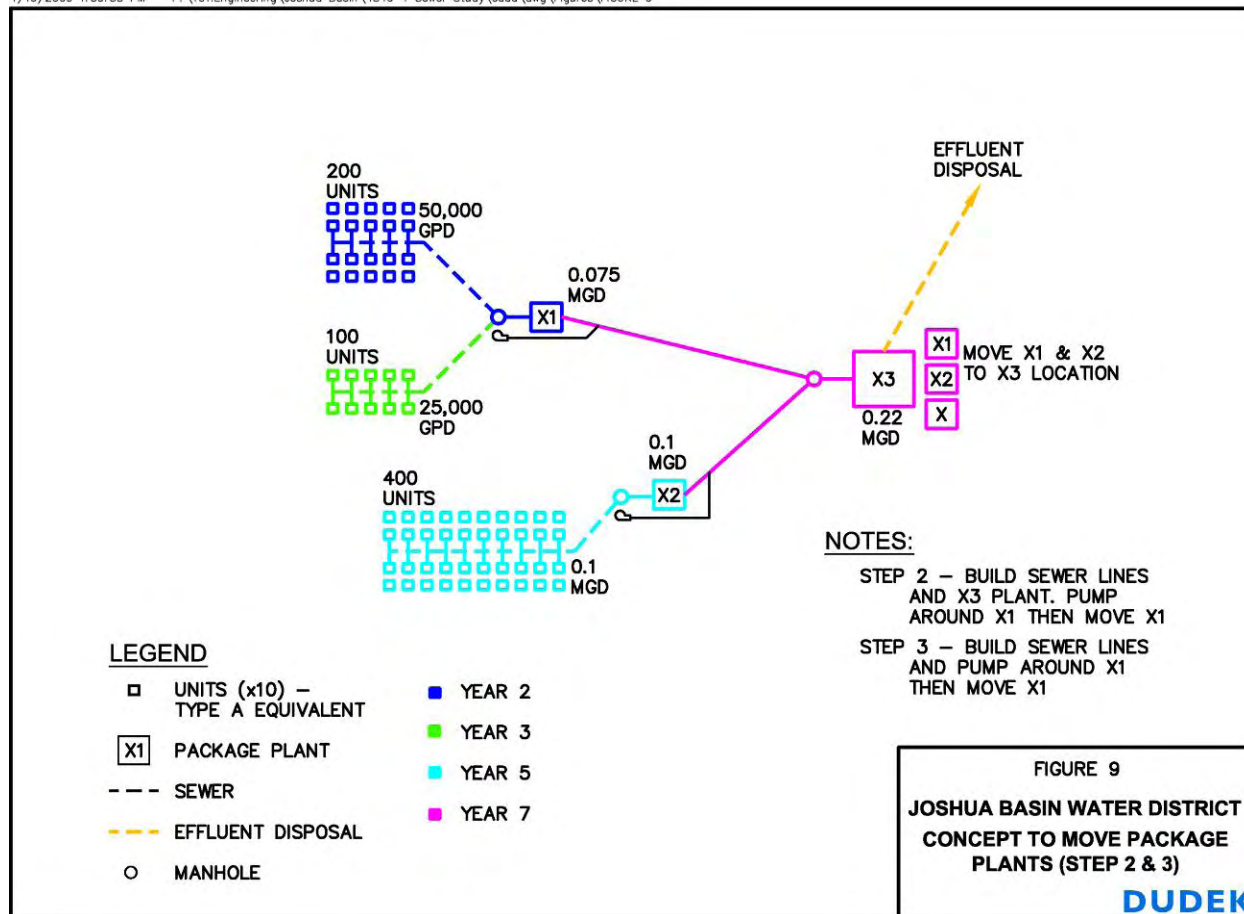 200
UNITS
50,000
GPD
EFFLUENT
DISPOSAL
0.075
MGD
X1
100
UNITS
25,000
GPD
X3
0.22
MGD
X1
X2
X
MOVE X1 & X2
TO X3 LOCATION
0.1
MGD
X2
400
UNITS
0.1
MGD
NOTES:
STEP 2 – BUILD SEWER LINES
AND X3 PLANT. PUMP
AROUND X1 THEN MOVE X1
STEP 3 – BUILD SEWER LINES
AND PUMP AROUND X1
THEN MOVE X1
LEGEND
UNITS (x10) –
TYPE A EQUIVALENT
X1 PACKAGE PLANT
SEWER
EFFLUENT DISPOSAL
MANHOLE
YEAR 2
YEAR 3
YEAR 5
YEAR 7
FIGURE 9
JOSHUA BASIN WATER DISTRICT
CONCEPT TO MOVE PACKAGE
PLANTS (STEP 2 & 3)
DUDEK